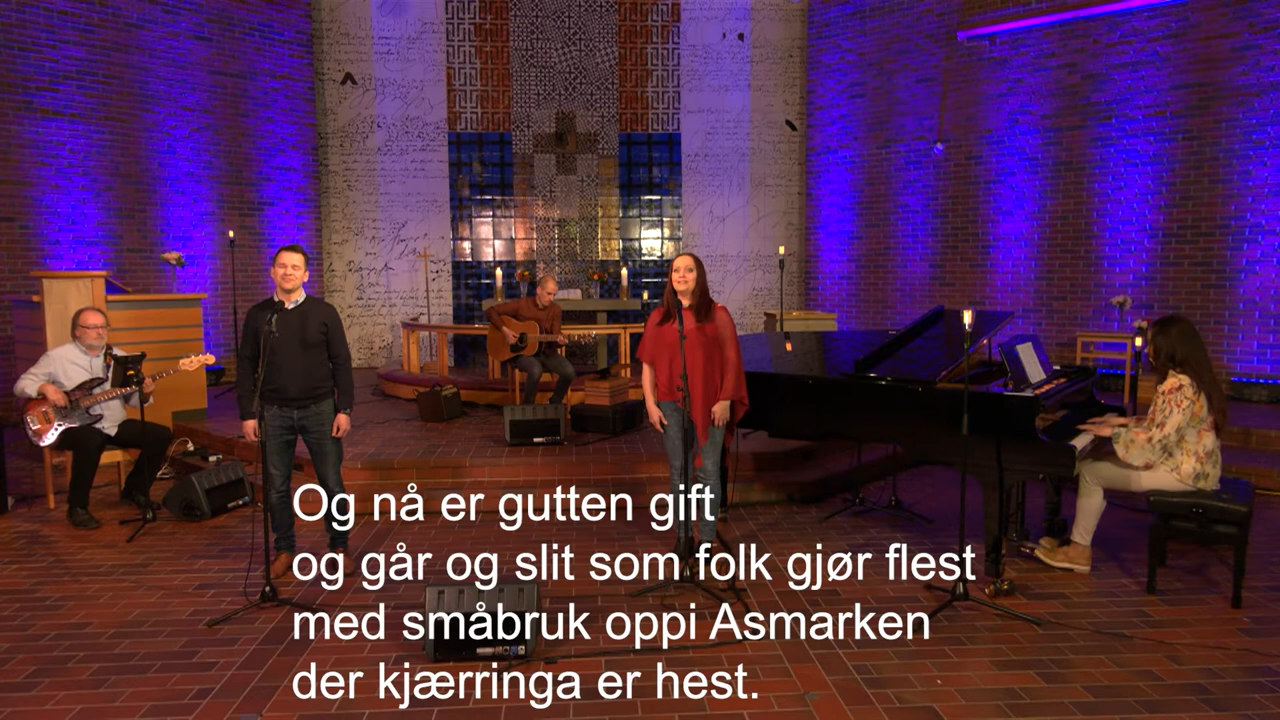 Og nå er gutten gift
og går og slit som folk gjør flest
med småbruk oppi Asmarken
der kjærringa er hest.